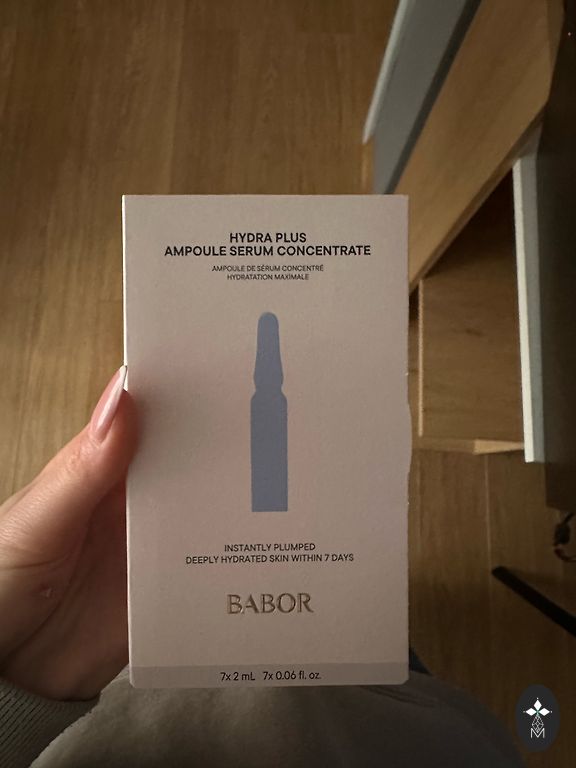 HYDRA PLUS
AMPOULE SERUM CONCENTRATE
AMPOULE DE SÉRUM CONCENTRÉ
HYDRATATION MAXIMALE
INSTANTLY PLUMPED
DEEPLY HYDRATED SKIN WITHIN 7 DAYS
BABOR
7x 2 mL 7x 0.06 fl. oz.
M